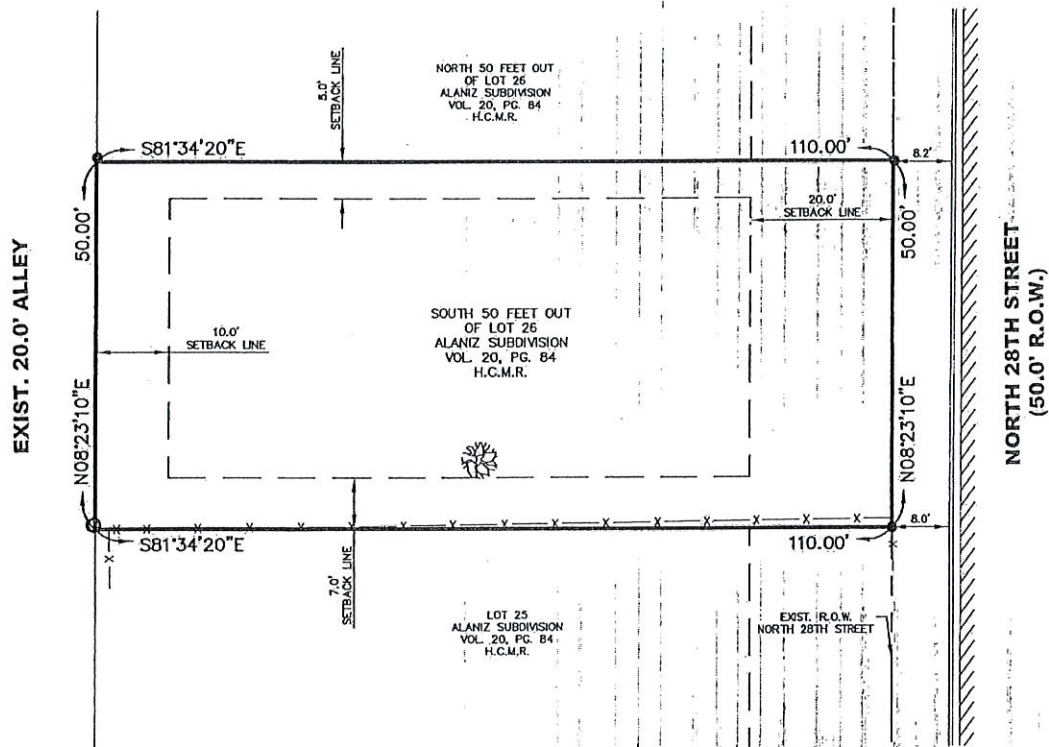 NORTH 50 FEET OUT
OF LOT 26
ALANIZ SUBDIVISION
VOL. 20, PG. 84
H.C.M.R.
5.0'
SETBACK LINE
S81°34'20"E
110.00'
8.2'
50.00'
20.0'
SETBACK LINE
50.00'
EXIST. 20.0' ALLEY
10.0'
SETBACK LINE
SOUTH 50 FEET OUT
OF LOT 26
ALANIZ SUBDIVISION
VOL. 20, PG. 84
H.C.M.R.
NORTH 28TH STREET
(50.0' R.O.W.)
N08°23'10"E
N08°23'10"E
X X X X X X X X X X X X X X
8.0'
S81°34'20"E
110.00'
X
X
7.0'
SETBACK LINE
LOT 25
ALANIZ SUBDIVISION
VOL. 20, PG. 84
H.C.M.R.
EXIST. R.O.W.
NORTH 28TH STREET